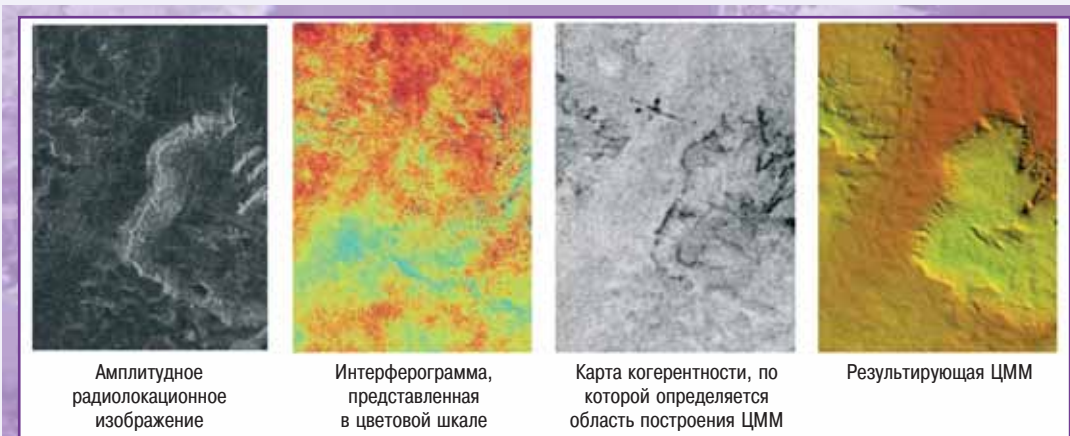 Амплитудное
радиолокационное
изображение
Интерферограмма,
представленная
в цветовой шкале
Карта когерентности, по
которой определяется
область построения ЦММ
Результирующая ЦММ